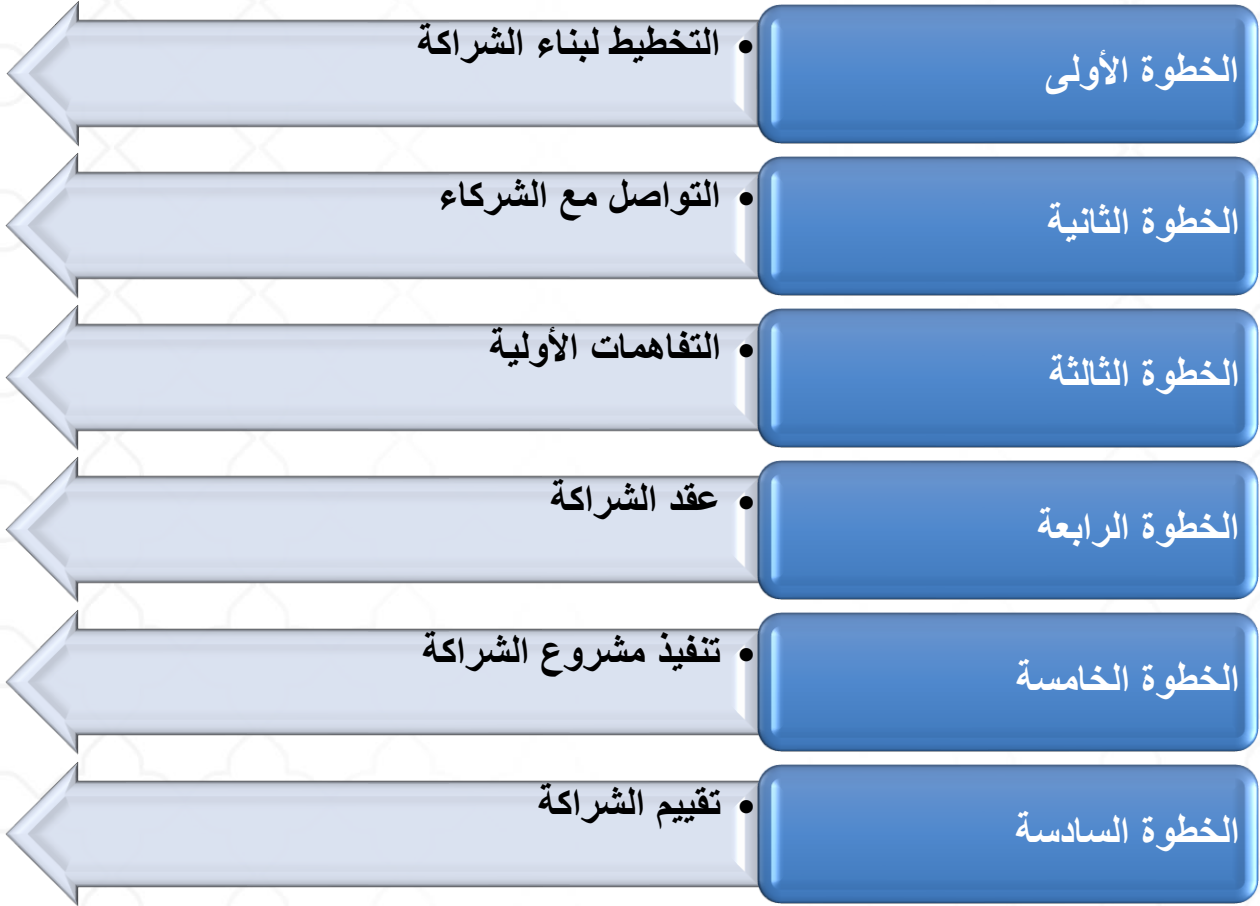 الخطوة الأولى
• التخطيط لبناء الشراكة
الخطوة الثانية
• التواصل مع الشركاء
الخطوة الثالثة
• التفاهمات الأولية
الخطوة الرابعة
• عقد الشراكة
الخطوة الخامسة
• تنفيذ مشروع الشراكة
الخطوة السادسة
• تقييم الشراكة